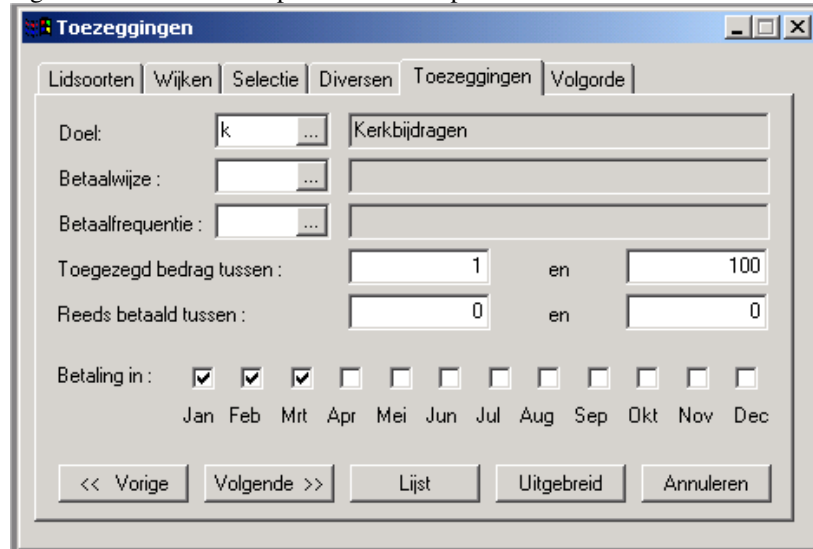 Toezeggingen
Lidsoorten Wijken Selectie Diversen Toezeggingen Volgorde
Doel: k ... Kerkbijdragen
Betaalwijze : ...
Betaalfrequentie : ...
Toegezegd bedrag tussen : 1 en 100
Reeds betaald tussen : 0 en 0
Betaling in :
Jan Feb Mrt Apr Mei Jun Jul Aug Sep Okt Nov Dec
<< Vorige Volgende >> Lijst Uitgebreid Annuleren